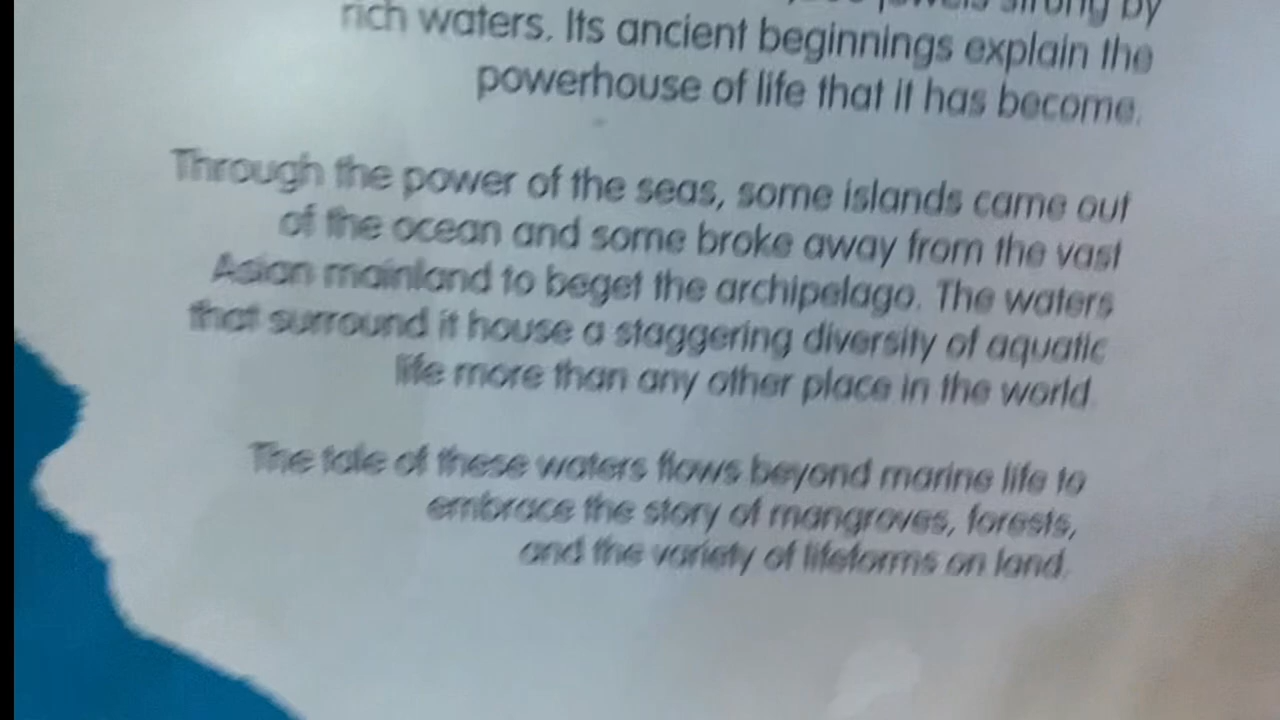 jewels strung by
rich waters. Its ancient beginnings explain the
powerhouse of life that it has become.
Through the power of the seas, some islands came out
of the ocean and some broke away from the vast
Asian mainland to beget the archipelago. The waters
that surround it house a staggering diversity of aquatic
life more than any other place in the world.
The tale of these waters flows beyond marine life to
embrace the story of mangroves, forests,
and the variety of lifeforms on land.